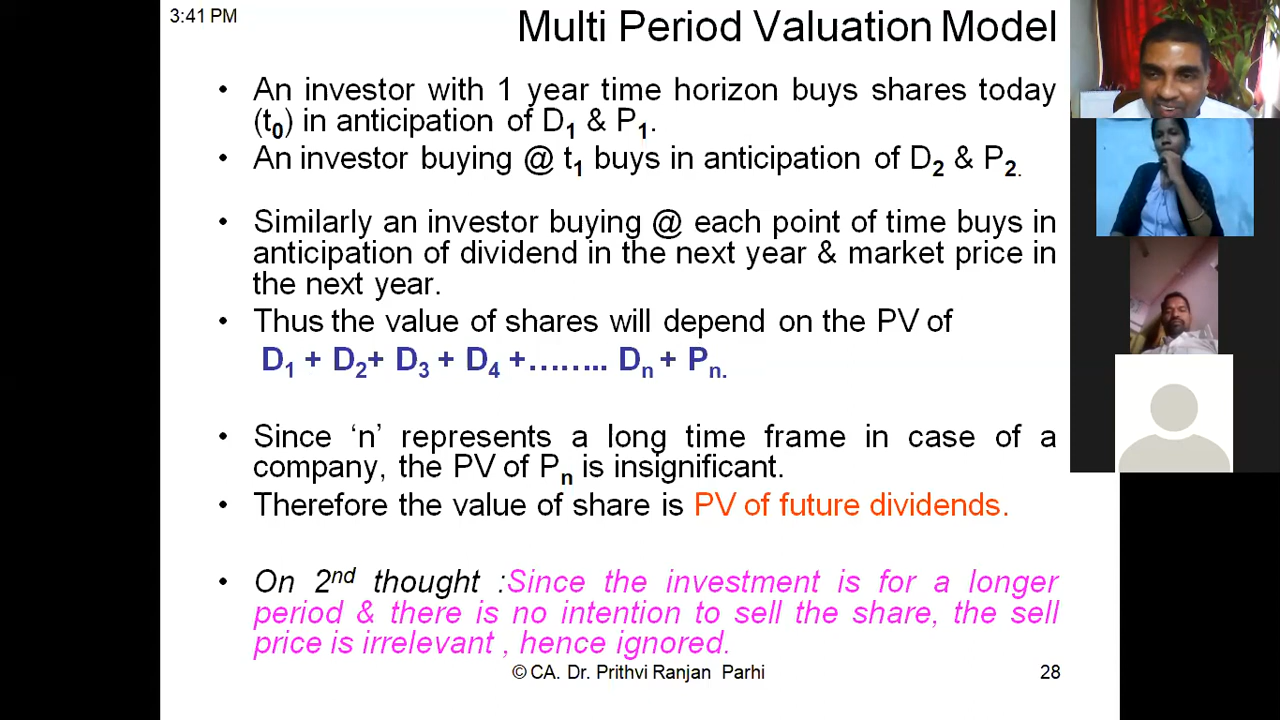 3:41 PM
Multi Period Valuation Model
• An investor with 1 year time horizon buys shares today
(t0) in anticipation of D1 & P1.
• An investor buying @ t1 buys in anticipation of D2 & P2.
• Similarly an investor buying @ each point of time buys in
anticipation of dividend in the next year & market price in
the next year.
• Thus the value of shares will depend on the PV of
D1 + D2+ D3 + D4 +…….. Dn + Pn.
• Since ‘n’ represents a long time frame in case of a
company, the PV of Pn is insignificant.
• Therefore the value of share is PV of future dividends.
• On 2nd thought :Since the investment is for a longer
period & there is no intention to sell the share, the sell
price is irrelevant , hence ignored.
© CA. Dr. Prithvi Ranjan Parhi
28